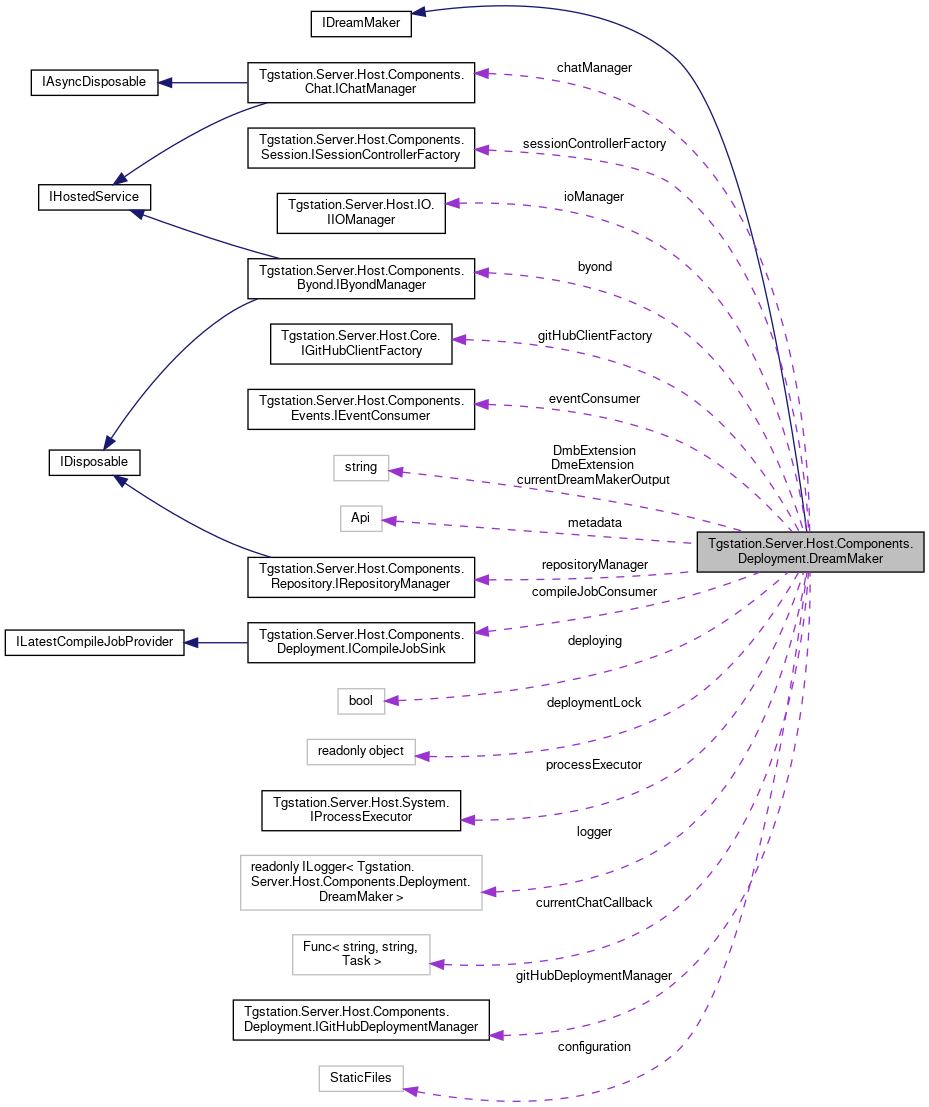 IDreamMaker
chatManager
Tgstation.Server.Host.Components.
Chat.IChatManager
IAsyncDisposable
sessionControllerFactory
Tgstation.Server.Host.Components.
Session.ISessionControllerFactory
IHostedService
ioManager
Tgstation.Server.Host.IO.
IIOManager
byond
Tgstation.Server.Host.Components.
Byond.IByondManager
gitHubClientFactory
Tgstation.Server.Host.Core.
IGitHubClientFactory
eventConsumer
Tgstation.Server.Host.Components.
Events.IEventConsumer
IDisposable
string
DmbExtension
DmeExtension
currentDreamMakerOutput
Api
metadata
Tgstation.Server.Host.Components.
Deployment.DreamMaker
repositoryManager
Tgstation.Server.Host.Components.
Repository.IRepositoryManager
compileJobConsumer
ILatestCompileJobProvider
Tgstation.Server.Host.Components.
Deployment.ICompileJobSink
deploying
bool
deploymentLock
readonly object
processExecutor
Tgstation.Server.Host.System.
IProcessExecutor
logger
readonly ILogger< Tgstation.
Server.Host.Components.Deployment.
DreamMaker >
currentChatCallback
Func< string, string,
Task >
gitHubDeploymentManager
Tgstation.Server.Host.Components.
Deployment.IGitHubDeploymentManager
configuration
StaticFiles